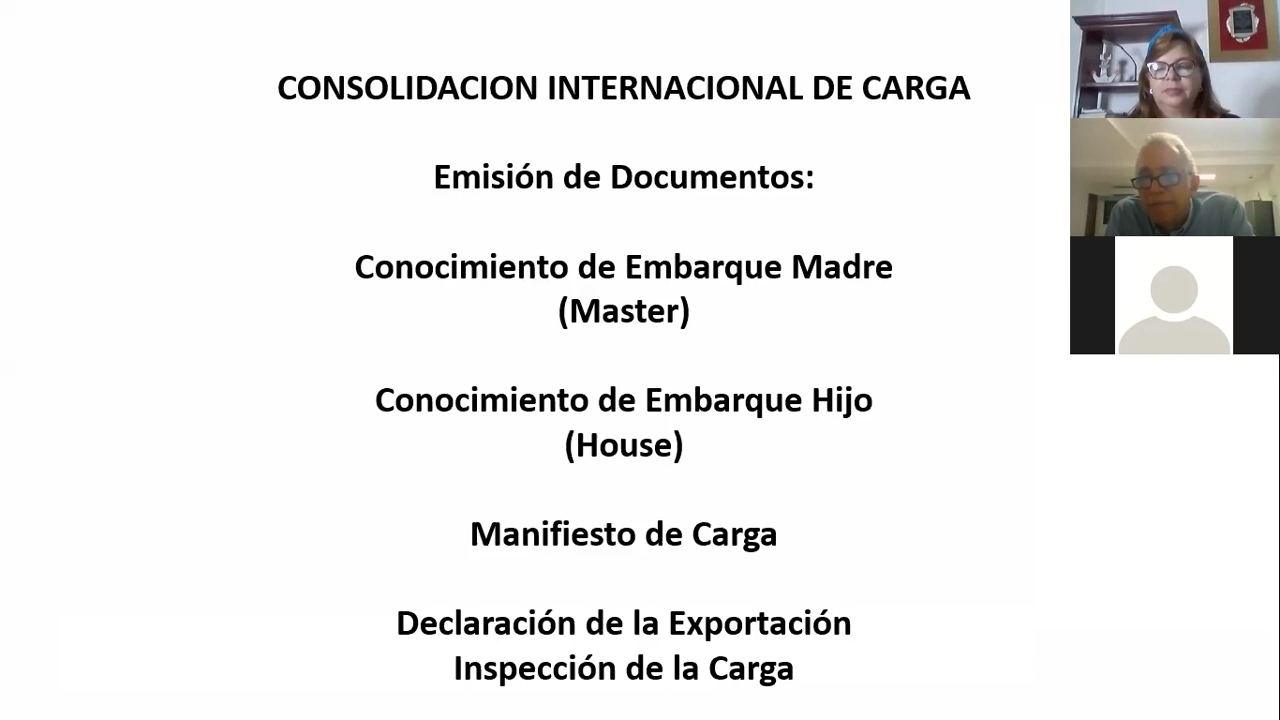 CONSOLIDACION INTERNACIONAL DE CARGA
Emisión de Documentos:
Conocimiento de Embarque Madre
(Master)
Conocimiento de Embarque Hijo
(House)
Manifiesto de Carga
Declaración de la Exportación
Inspección de la Carga